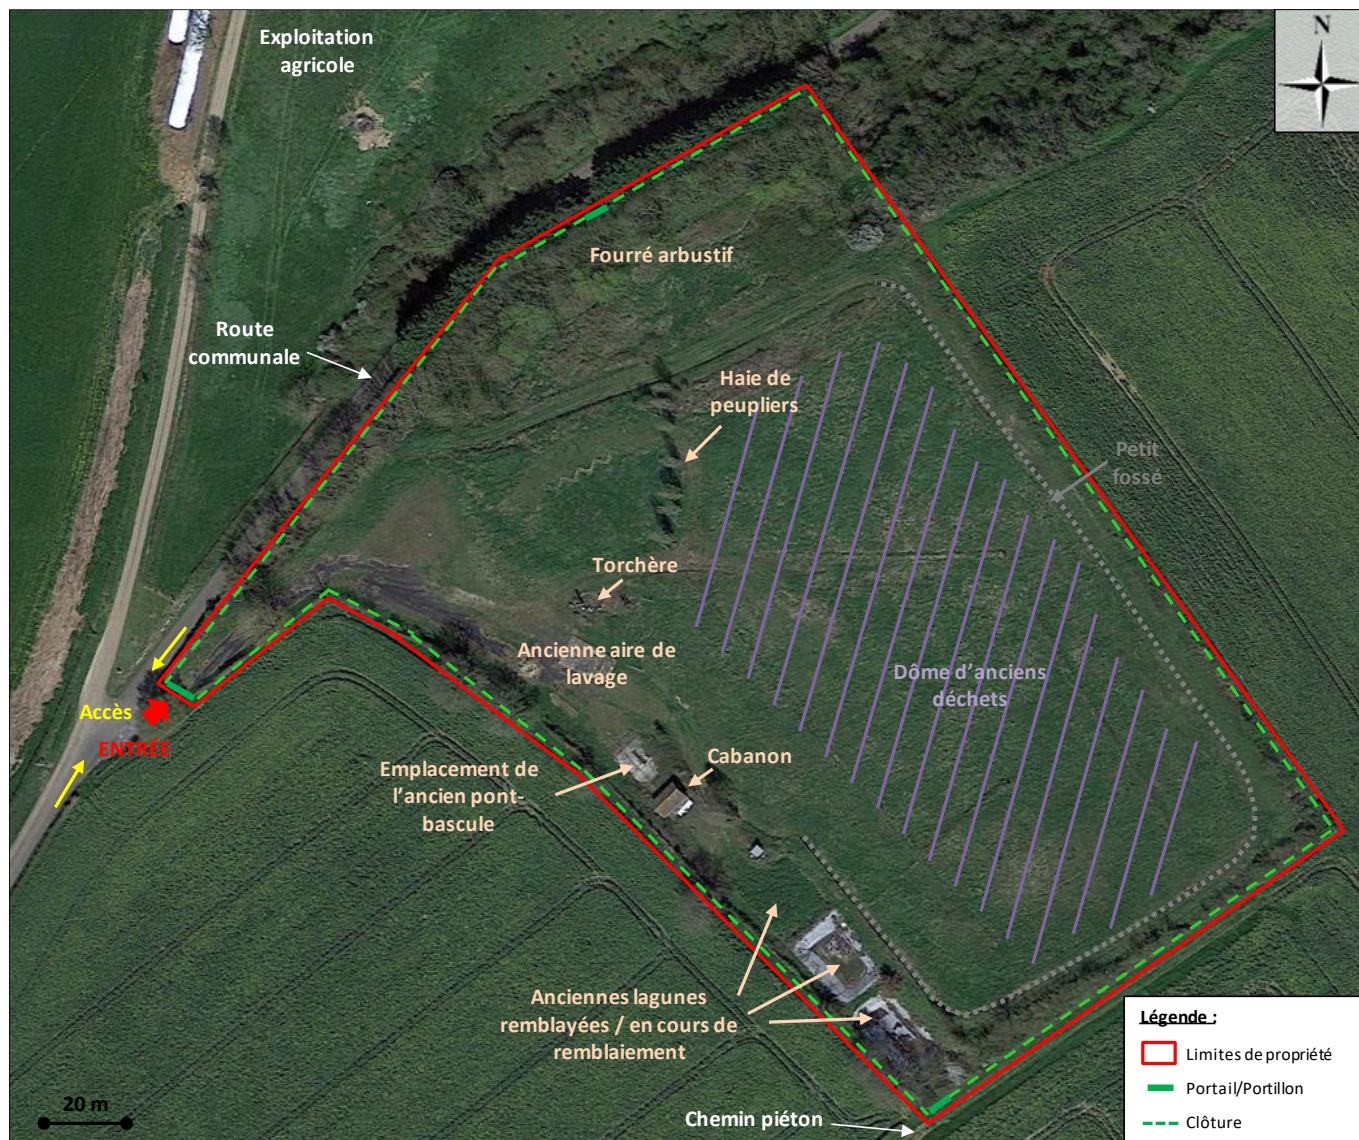 Exploitation
agricole
N
Fourré arbustif
Route
communale
Haie de
peupliers
Petit
fossé
Torchère
Ancienne aire de
lavage
Dôme d'anciens
déchets
Accès
ENTRÉE
Emplacement de
l'ancien pont-
bascule
Cabanon
Anciennes lagunes
remblayées / en cours de
remblaiement
Légende :
Limites de propriété
Portail/Portillon
Clôture
20 m
Chemin piéton